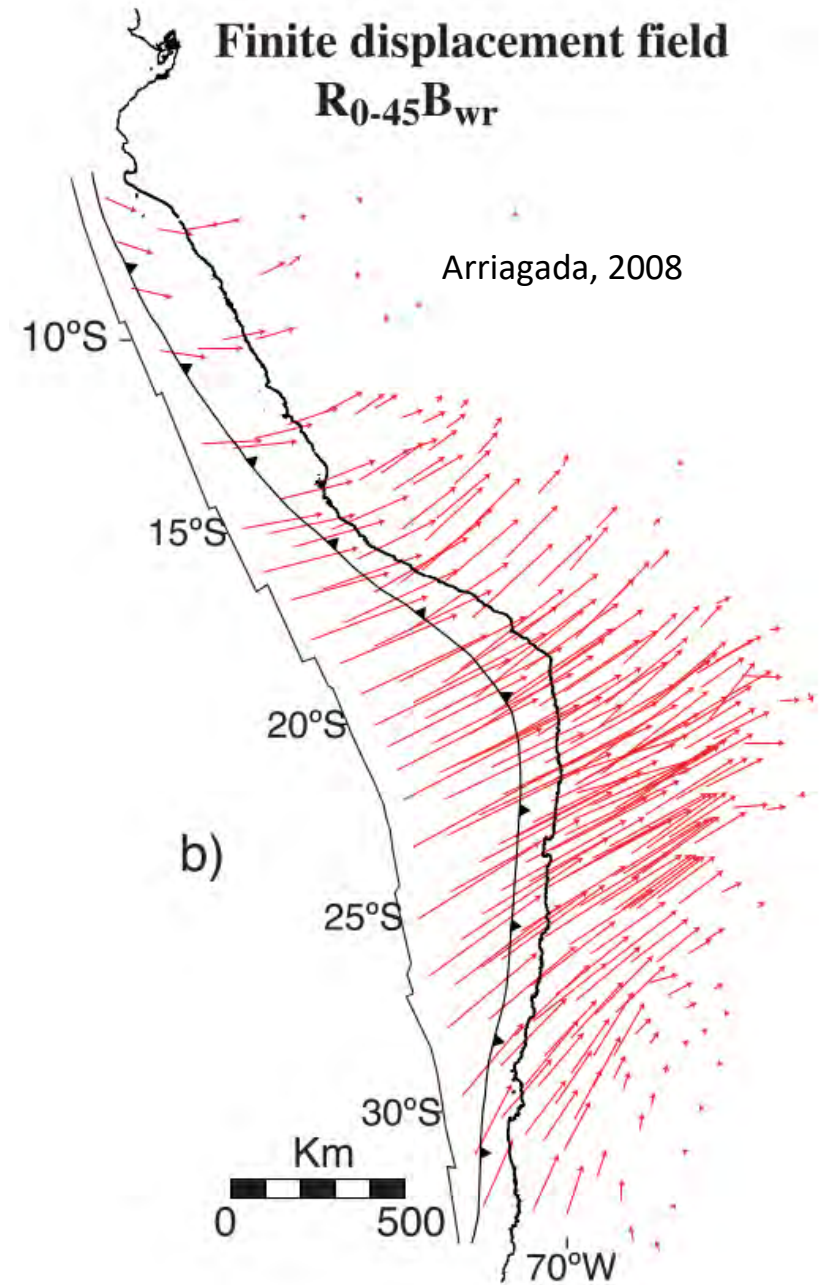 Finite displacement field
R0-45Bwr
Arriagada, 2008
10ºS
15ºS
20ºS
b)
25ºS
30ºS
Km
0 500
70ºW